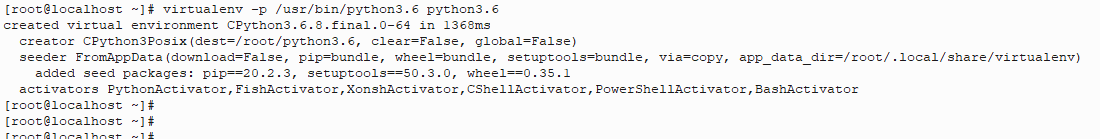 [root@localhost ~]# virtualenv -p /usr/bin/python3.6 python3.6
created virtual environment CPython3.6.8.final.0-64 in 1368ms
  creator CPython3Posix(dest=/root/python3.6, clear=False, global=False)
  seeder FromAppData(download=False, pip=bundle, wheel=bundle, setuptools=bundle, via=copy, app_data_dir=/root/.local/share/virtualenv)
    added seed packages: pip==20.2.3, setuptools==50.3.0, wheel==0.35.1
  activators PythonActivator,FishActivator,XonshActivator,CShellActivator,PowerShellActivator,BashActivator
[root@localhost ~]#
[root@localhost ~]#
[root@localhost ~]#